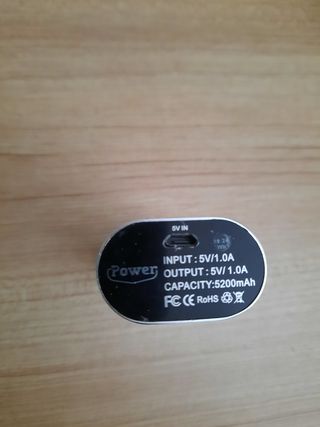 5V IN
Power
INPUT : 5V/1.0A
OUTPUT : 5V/ 1.0A
CAPACITY:5200mAh
FC CE RoHS